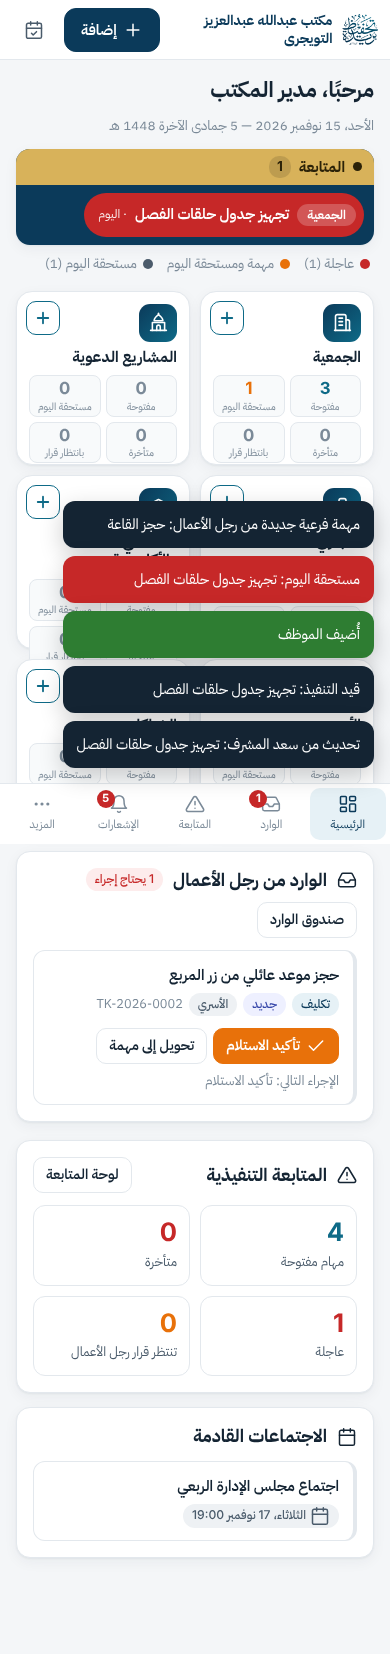 مكتب عبدالله عبدالعزيز
التويجري
إضافة
مرحبًا، مدير المكتب
الأحد، 15 نوفمبر 2026 — 5 جمادى الآخرة 1448 هـ
المتابعة 1
الجمعية تجهيز جدول حلقات الفصل · اليوم
عاجلة (1) مهمة ومستحقة اليوم مستحقة اليوم (1)
الجمعية
3 مفتوحة
1 مستحقة اليوم
0 متأخرة
0 بانتظار قرار
المشاريع الدعوية
0 مفتوحة
0 مستحقة اليوم
0 متأخرة
0 بانتظار قرار
مهمة فرعية جديدة من رجل الأعمال: حجز القاعة
مستحقة اليوم: تجهيز جدول حلقات الفصل
أُضيف الموظف
قيد التنفيذ: تجهيز جدول حلقات الفصل
تحديث من سعد المشرف: تجهيز جدول حلقات الفصل
مفتوحة
مستحقة اليوم
مفتوحة
مستحقة اليوم
الرئيسية
1 الوارد
المتابعة
5 الإشعارات
المزيد
الوارد من رجل الأعمال 1 يحتاج إجراء
صندوق الوارد
حجز موعد عائلي من زر المربع
تكليف جديد الأسري TK-2026-0002
تأكيد الاستلام تحويل إلى مهمة
الإجراء التالي: تأكيد الاستلام
المتابعة التنفيذية
لوحة المتابعة
4 مهام مفتوحة
0 متأخرة
1 عاجلة
0 تنتظر قرار رجل الأعمال
الاجتماعات القادمة
اجتماع مجلس الإدارة الربعي
الثلاثاء، 17 نوفمبر 19:00